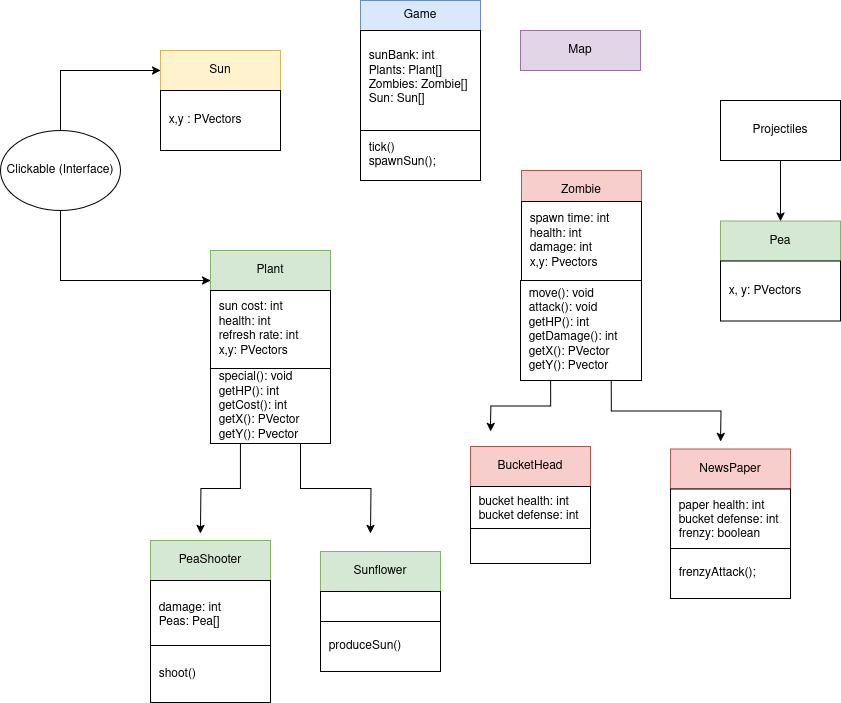 Game
sunBank: int
Plants: Plant[]
Zombies: Zombie[]
Sun: Sun[]
tick()
spawnSun();
Map
Sun
x,y : PVectors
Clickable (Interface)
Projectiles
Pea
x, y: PVectors
Zombie
spawn time: int
health: int
damage: int
x,y: Pvectors
move(): void
attack(): void
getHP(): int
getDamage(): int
getX(): PVector
getY(): Pvector
Plant
sun cost: int
health: int
refresh rate: int
x,y: PVectors
special(): void
getHP(): int
getCost(): int
getX(): PVector
getY(): Pvector
BucketHead
bucket health: int
bucket defense: int
NewsPaper
paper health: int
bucket defense: int
frenzy: boolean
frenzyAttack();
PeaShooter
damage: int
Peas: Pea[]
shoot()
Sunflower
produceSun()